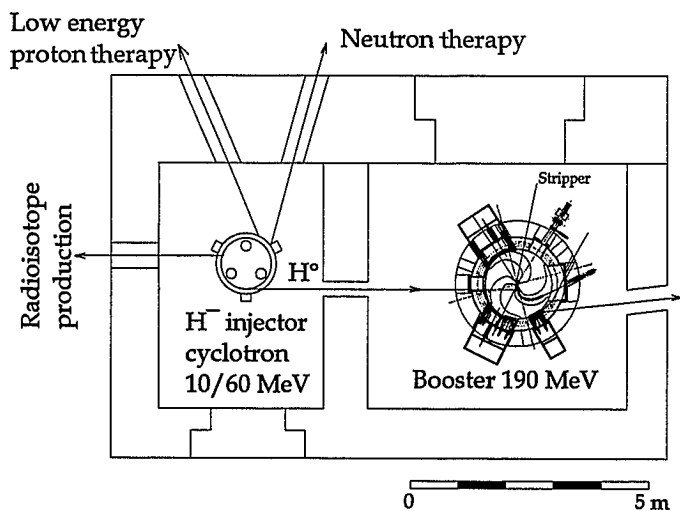 Low energy
proton therapy
Neutron therapy
Stripper
Radioisotope
production
H°
H⁻ injector
cyclotron
10/60 MeV
Booster 190 MeV
0
5 m